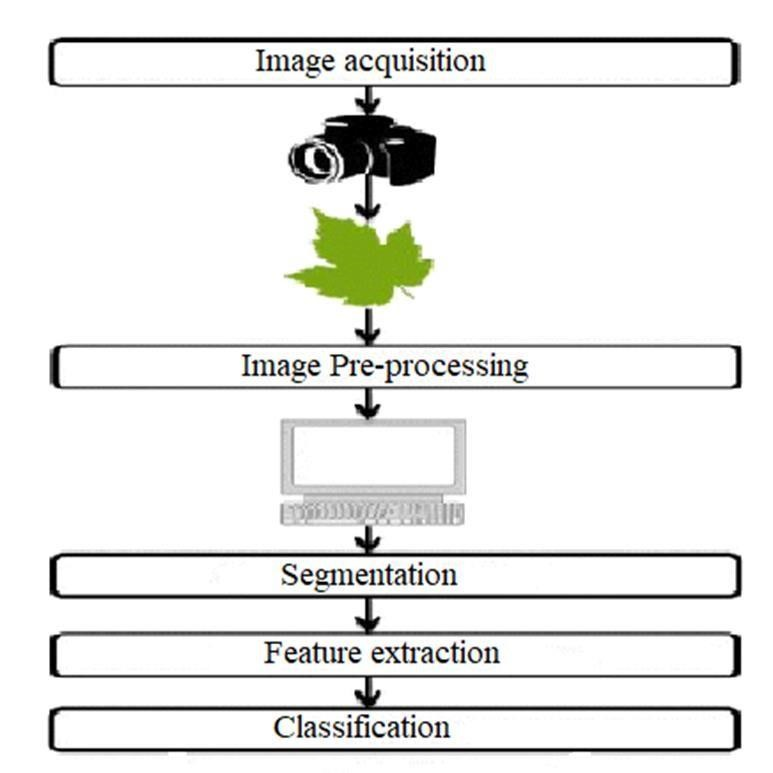 Image acquisition
Image Pre-processing
Segmentation
Feature extraction
Classification